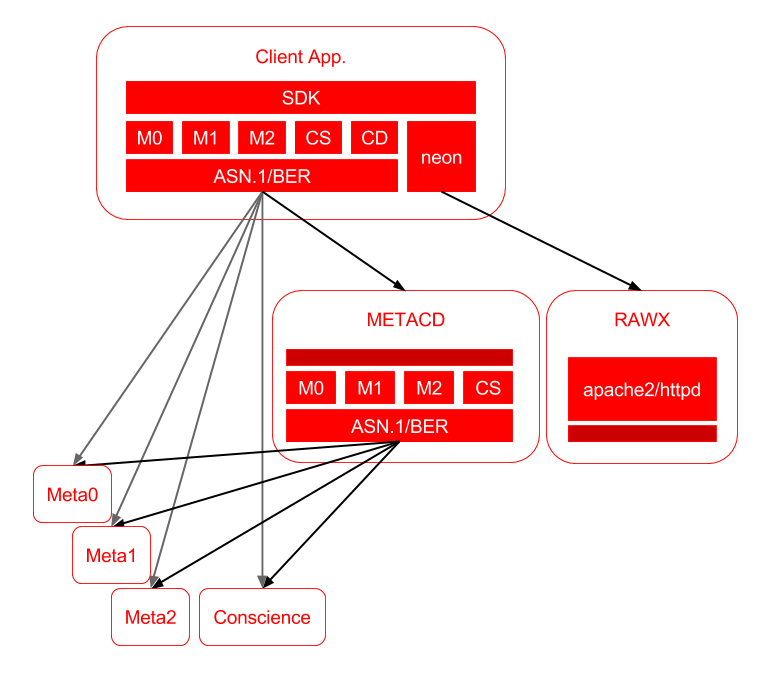 Client App.
SDK
M0 M1 M2 CS CD
neon
ASN.1/BER
METACD
RAWX
M0 M1 M2 CS
apache2/httpd
ASN.1/BER
Meta0
Meta1
Meta2
Conscience